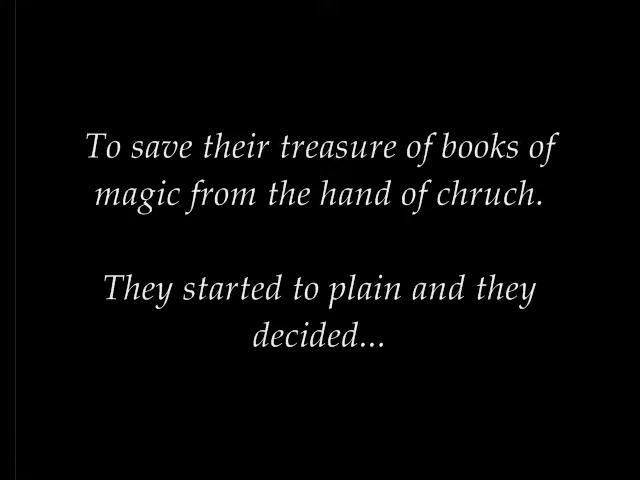 To save their treasure of books of
magic from the hand of chruch.
They started to plain and they
decided...